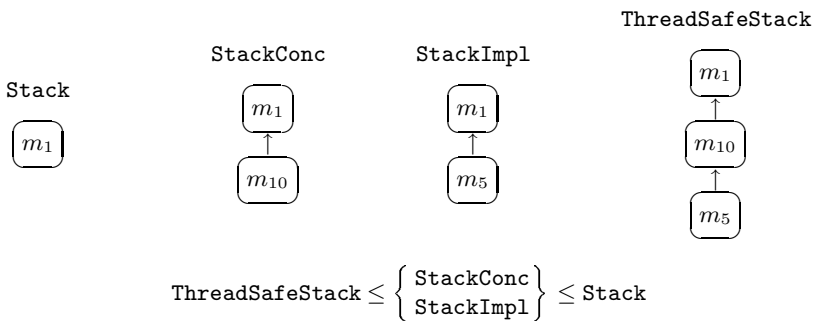 ThreadSafeStack
StackConc StackImpl
Stack
m₁ m₁ m₁
m₁ m₁₀
m₁₀ m₅
m₅
ThreadSafeStack ≤ { StackConc
StackImpl } ≤ Stack